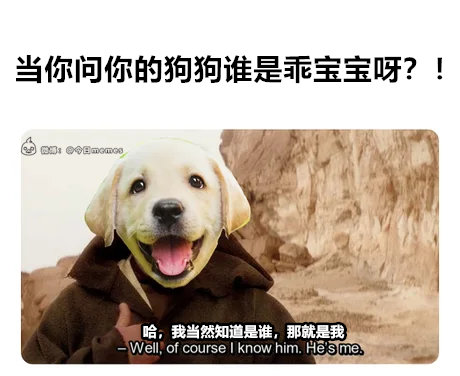 当你问你的狗狗谁是乖宝宝呀？！
微博：@今日memes
哈，我当然知道是谁，那就是我
– Well, of course I know him. He's me.